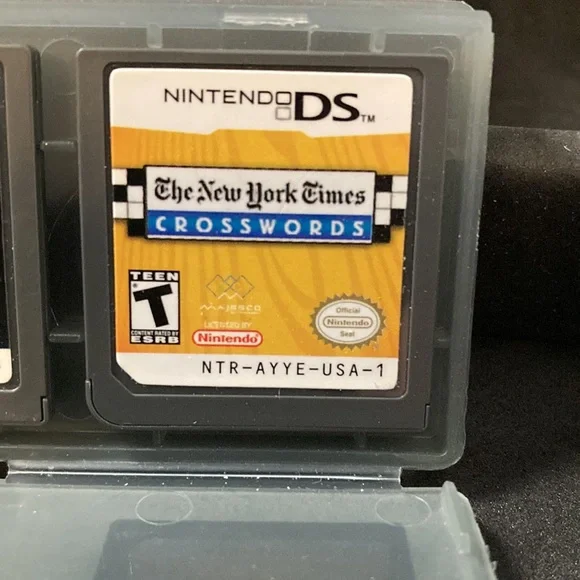 NINTENDO DS TM
The New York Times
CROSSWORDS
TEEN
T
CONTENT RATED BY
ESRB
majesco
LICENSED BY
Nintendo
Official
Nintendo
Seal
NTR-AYYE-USA-1